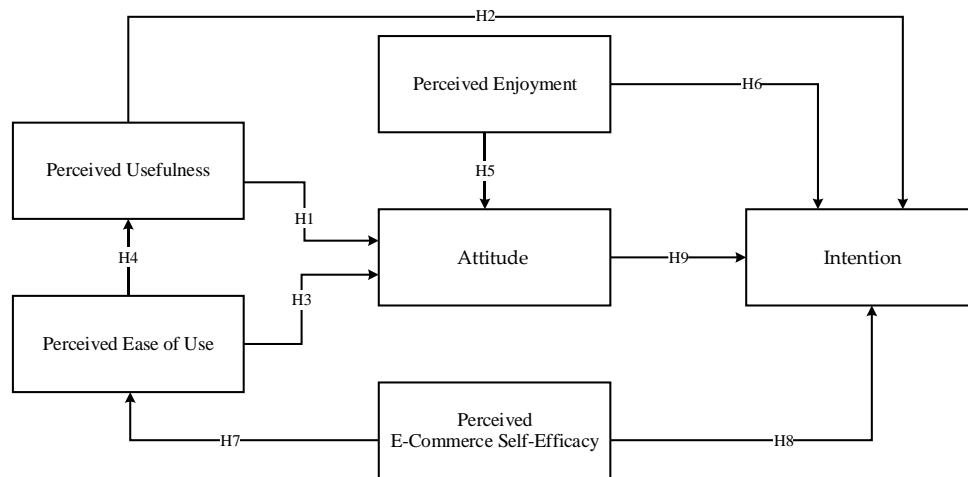 H2
Perceived Enjoyment
H6
Perceived Usefulness
H5
H1
Attitude
H9
Intention
H4
H3
Perceived Ease of Use
Perceived
E-Commerce Self-Efficacy
H7
H8